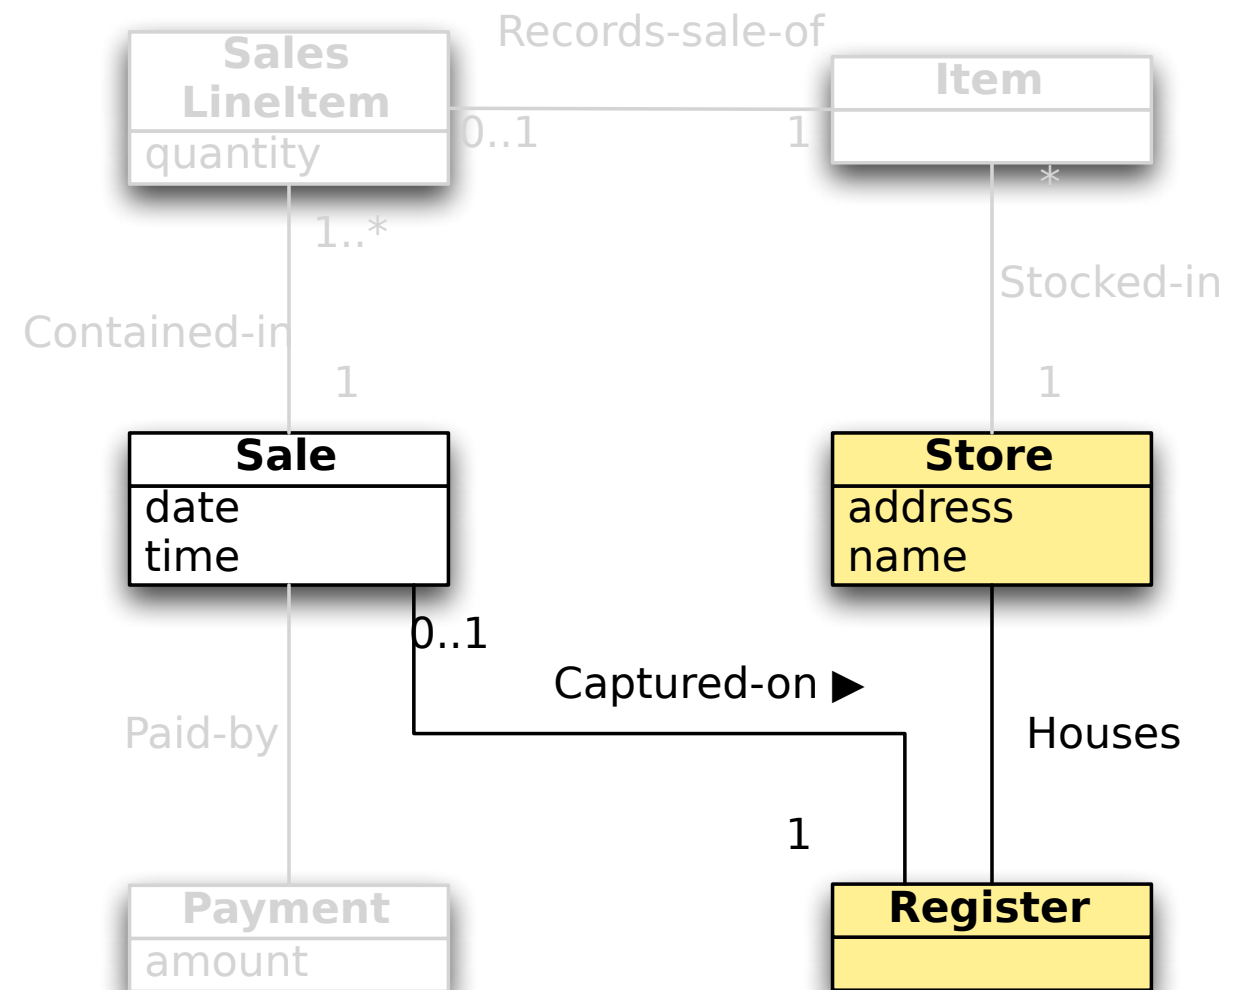 Records-sale-of
Sales
LineItem
quantity
Item
0..1
1
*
1..*
Stocked-in
Contained-in
1
1
Sale
date
time
Store
address
name
0..1
Captured-on ▶
Paid-by
Houses
1
Payment
amount
Register